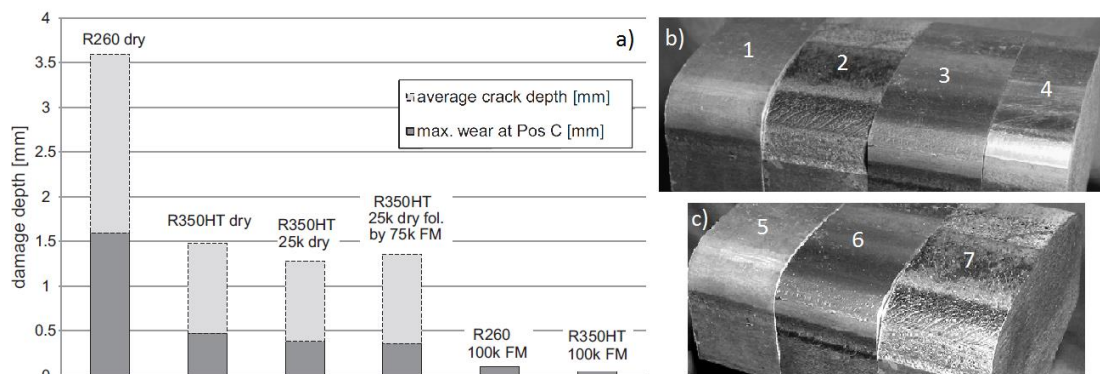 a)
damage depth [mm]
4
3.5
3
2.5
2
1.5
1
0.5
0
R260 dry
average crack depth [mm]
max. wear at Pos C [mm]
R350HT dry
R350HT
25k dry
R350HT
25k dry fol.
by 75k FM
R260
100k FM
R350HT
100k FM
b)
1
2
3
4
c)
5
6
7